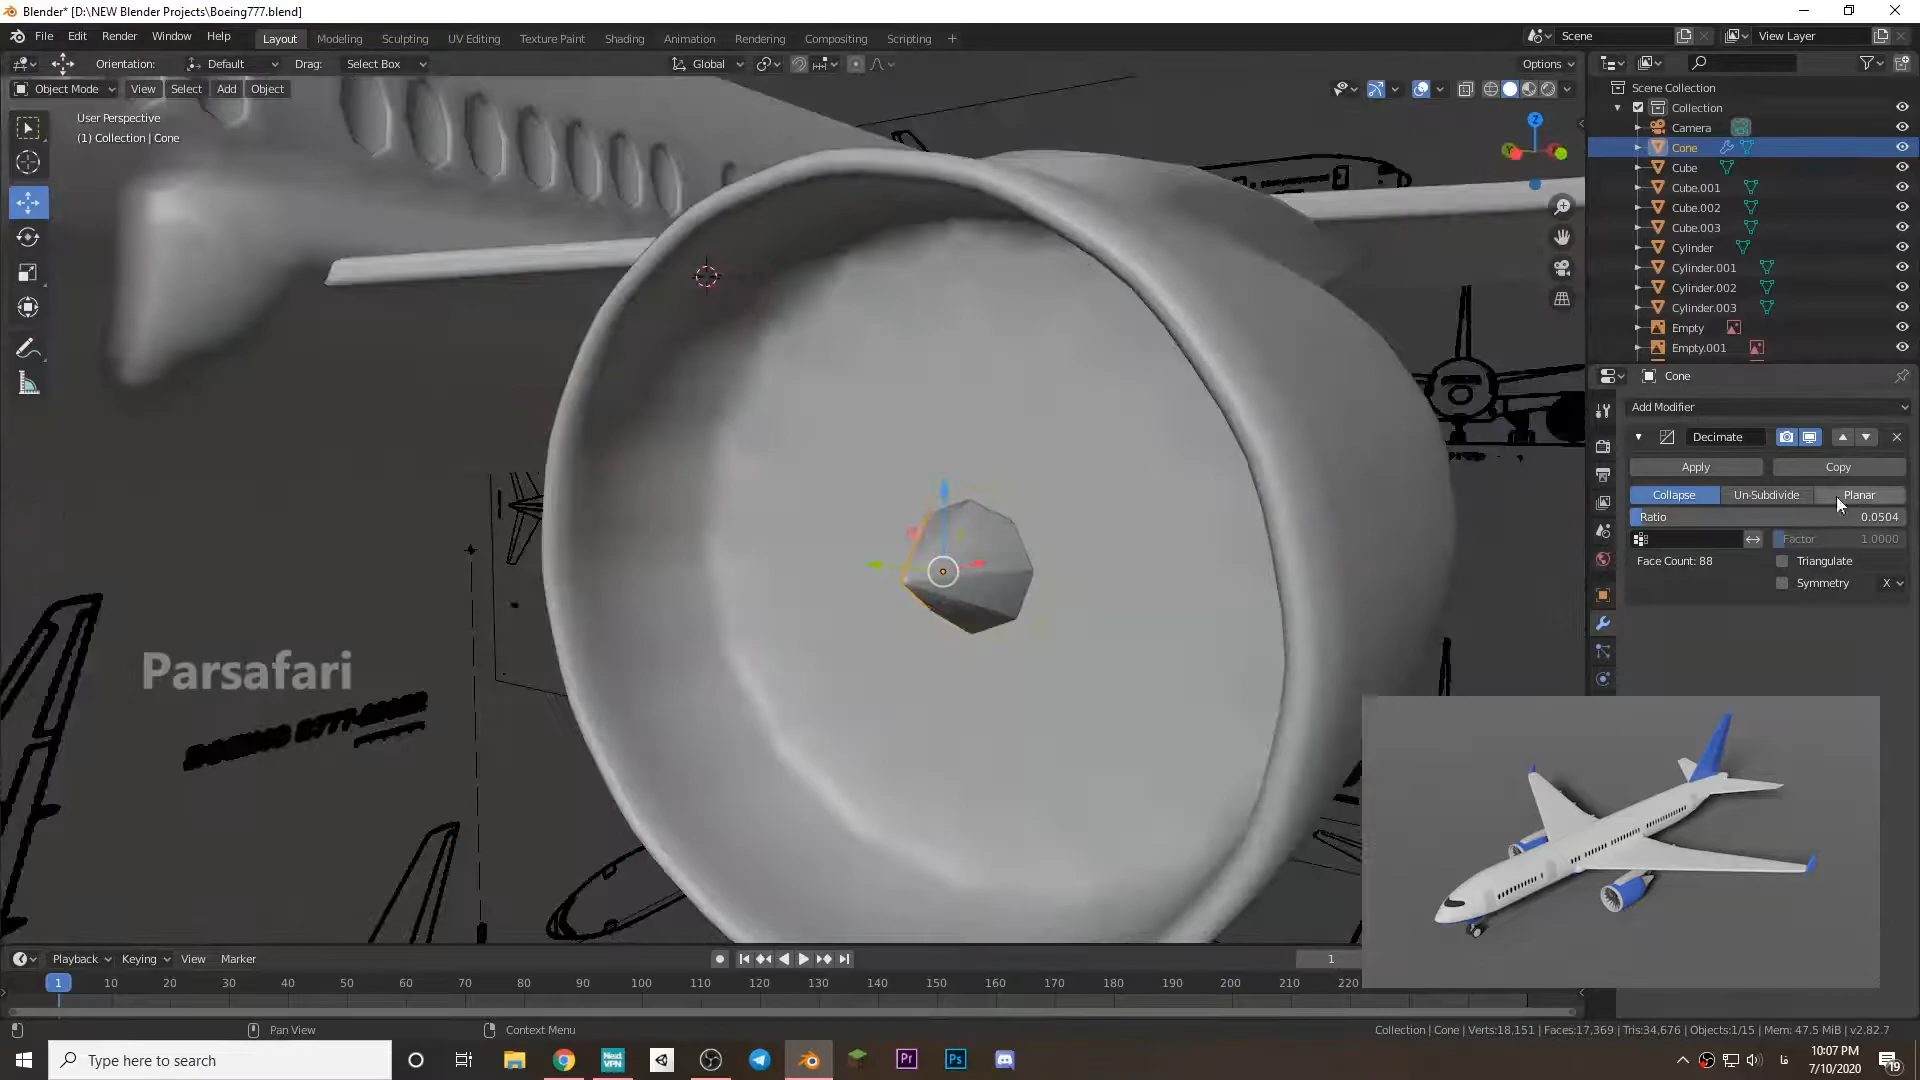 Blender* [D:\NEW Blender Projects\Boeing777.blend]
File Edit Render Window Help
Layout Modeling Sculpting UV Editing Texture Paint Shading Animation Rendering Compositing Scripting +
Scene
View Layer
Orientation: Default Drag: Select Box
Global
Options
Object Mode View Select Add Object
User Perspective
(1) Collection | Cone
Z
Scene Collection
Collection
Camera
Cone
Cube
Cube.001
Cube.002
Cube.003
Cylinder
Cylinder.001
Cylinder.002
Cylinder.003
Empty
Empty.001
Cone
Add Modifier
Decimate
Apply Copy
Collapse Un-Subdivide Planar
Ratio 0.0504
Factor 1.0000
Face Count: 88 Triangulate
Symmetry X
Parsafari
Playback Keying View Marker
1
1 10 20 30 40 50 60 70 80 90 100 110 120 130 140 150 160 170 180 190 200 210 220
Pan View
Context Menu
Collection | Cone | Verts:18,151 | Faces:17,369 | Tris:34,676 | Objects:1/15 | Mem: 47.5 MiB | v2.82.7
Type here to search
Next VPN
Pr
Ps
فا
10:07 PM
7/10/2020
19